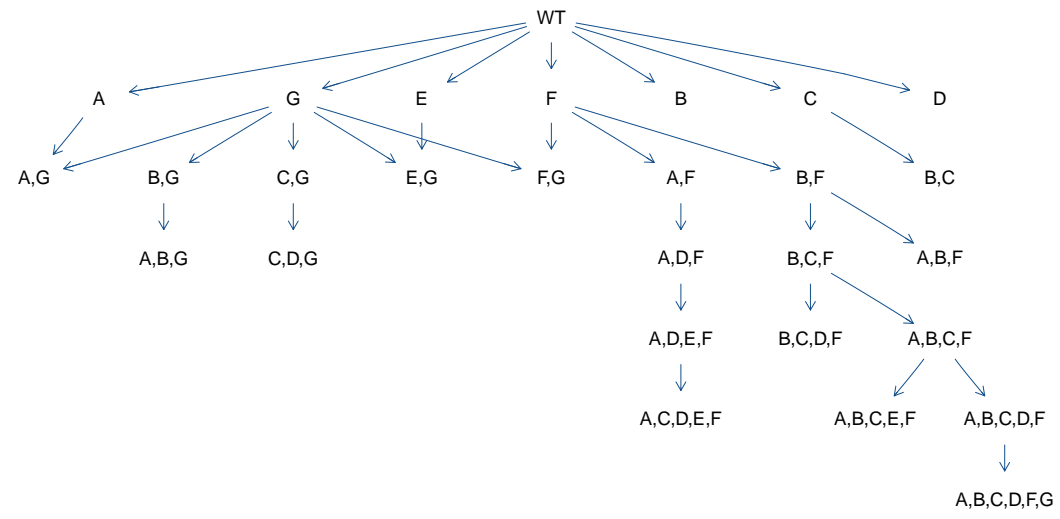 WT
A G E F B C D
A,G B,G C,G E,G F,G A,F B,F B,C
A,B,G C,D,G A,D,F B,C,F A,B,F
A,D,E,F B,C,D,F A,B,C,F
A,C,D,E,F A,B,C,E,F A,B,C,D,F
A,B,C,D,F,G